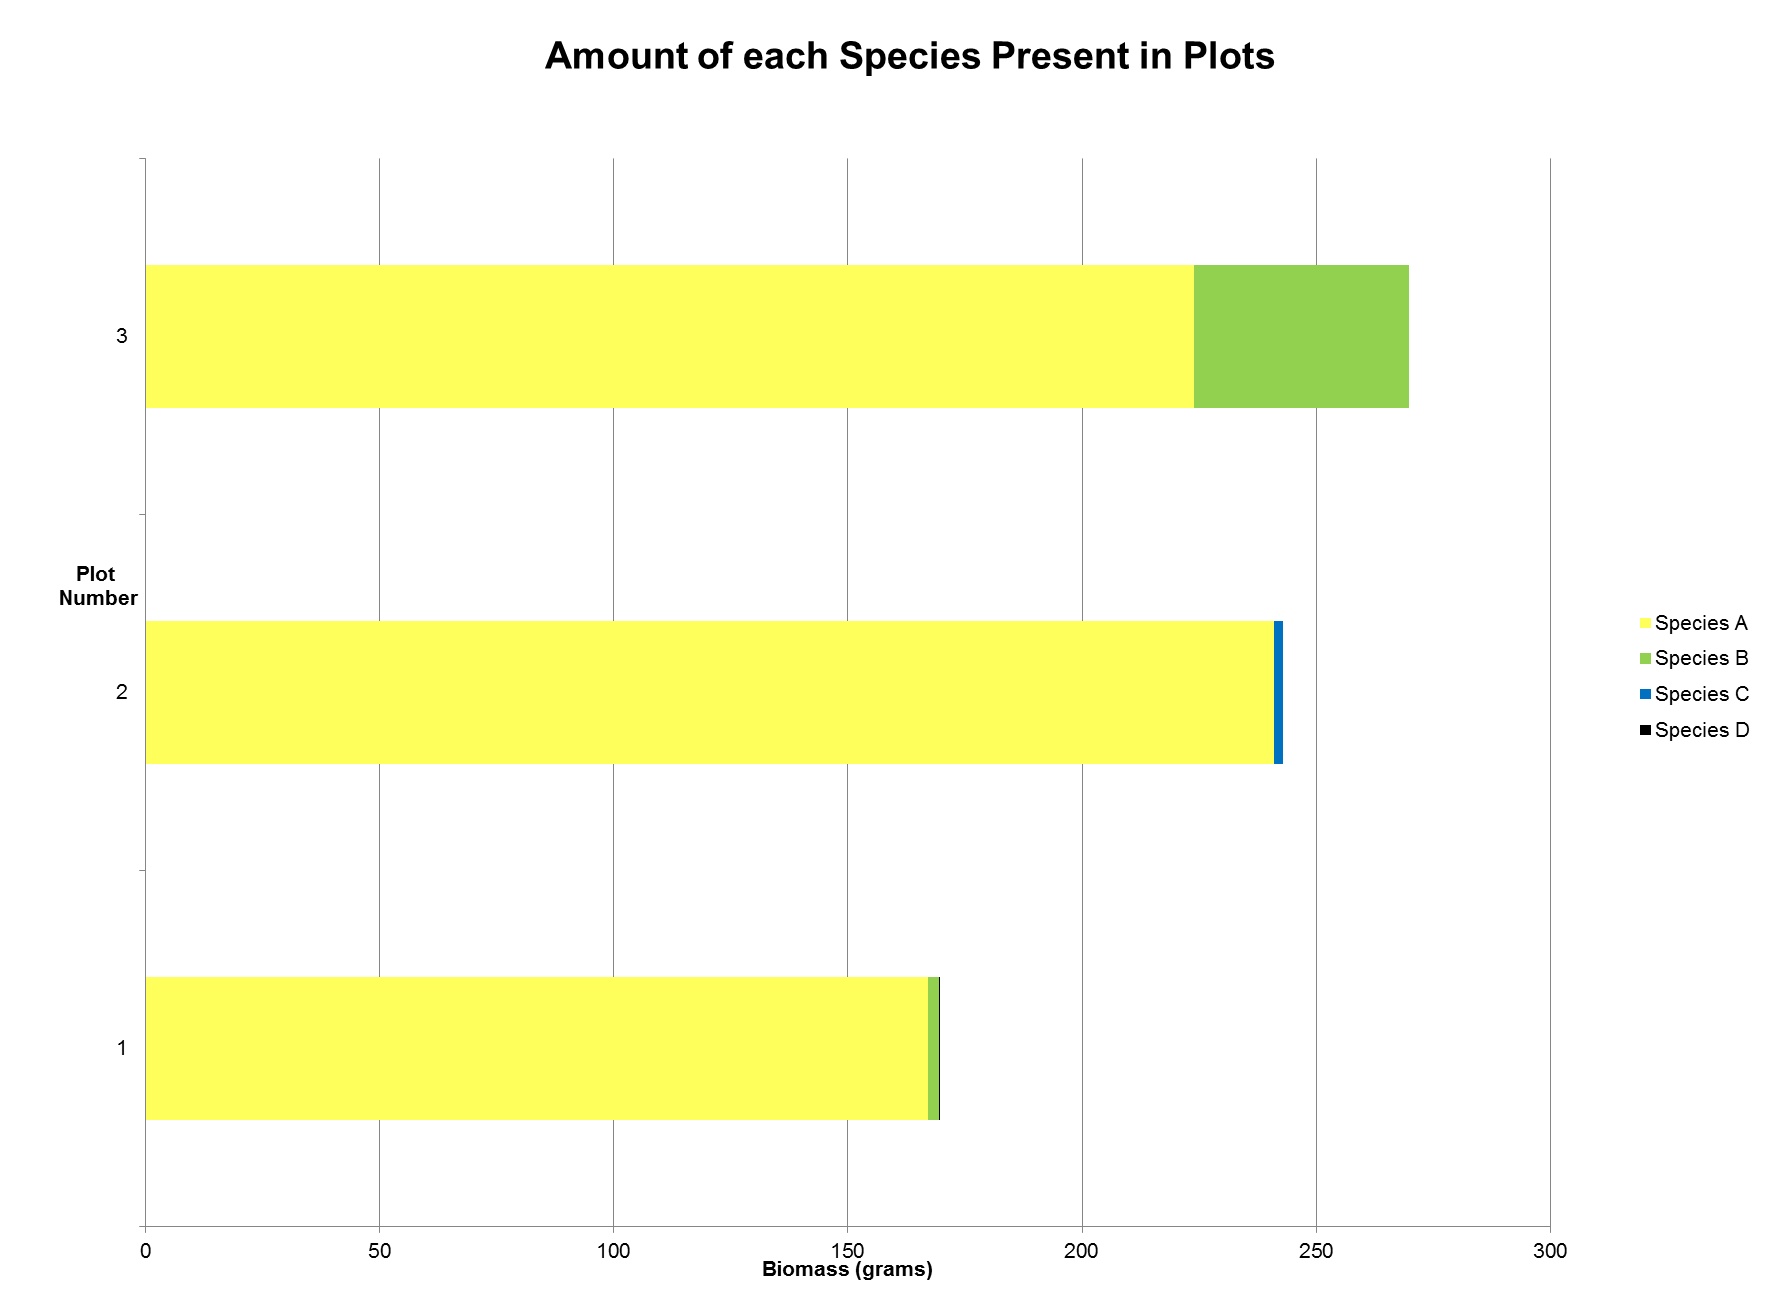 Amount of each Species Present in Plots
3
Plot
Number
2
1
Species A
Species B
Species C
Species D
0 50 100 150 200 250 300
Biomass (grams)